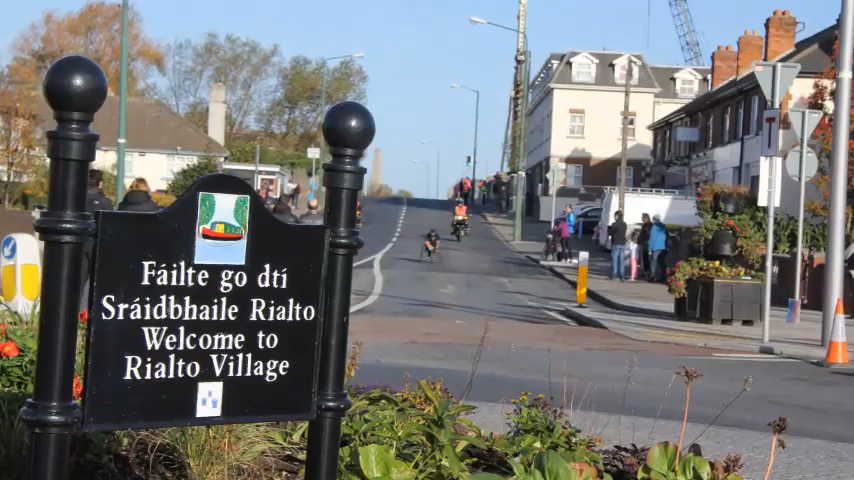 Fáilte go dtí
Sráidbhaile Rialto
Welcome to
Rialto Village